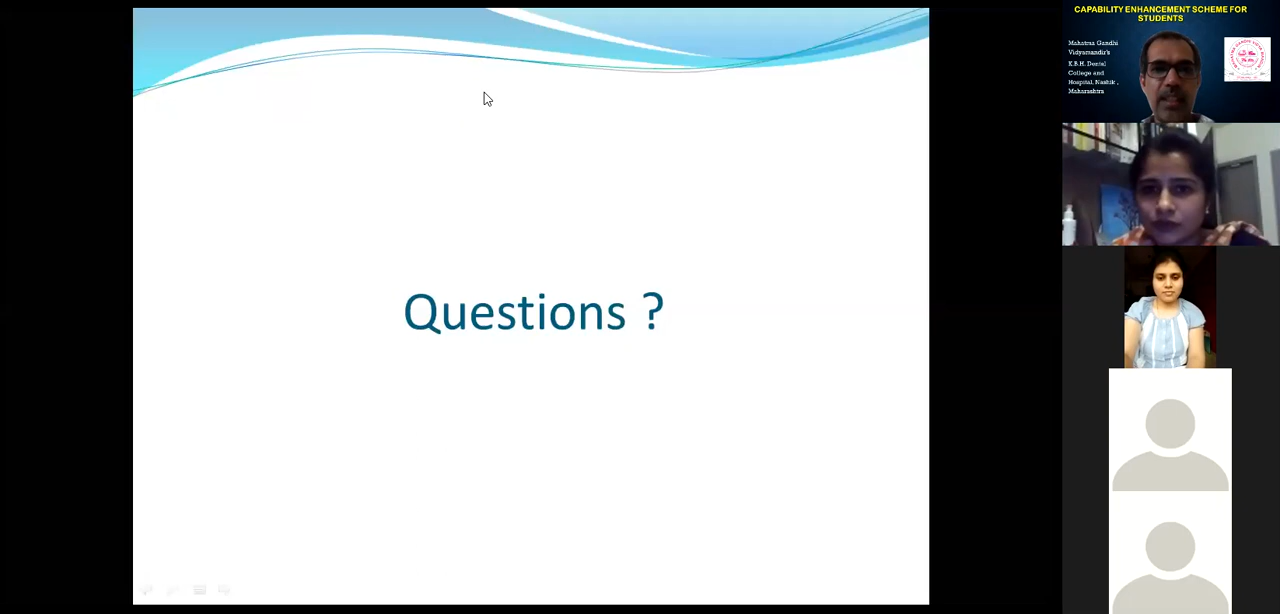 Questions ?
CAPABILITY ENHANCEMENT SCHEME FOR
STUDENTS
Mahatma Gandhi
Vidyamandir's
K.B.H. Dental
College and
Hospital, Nashik ,
Maharashtra